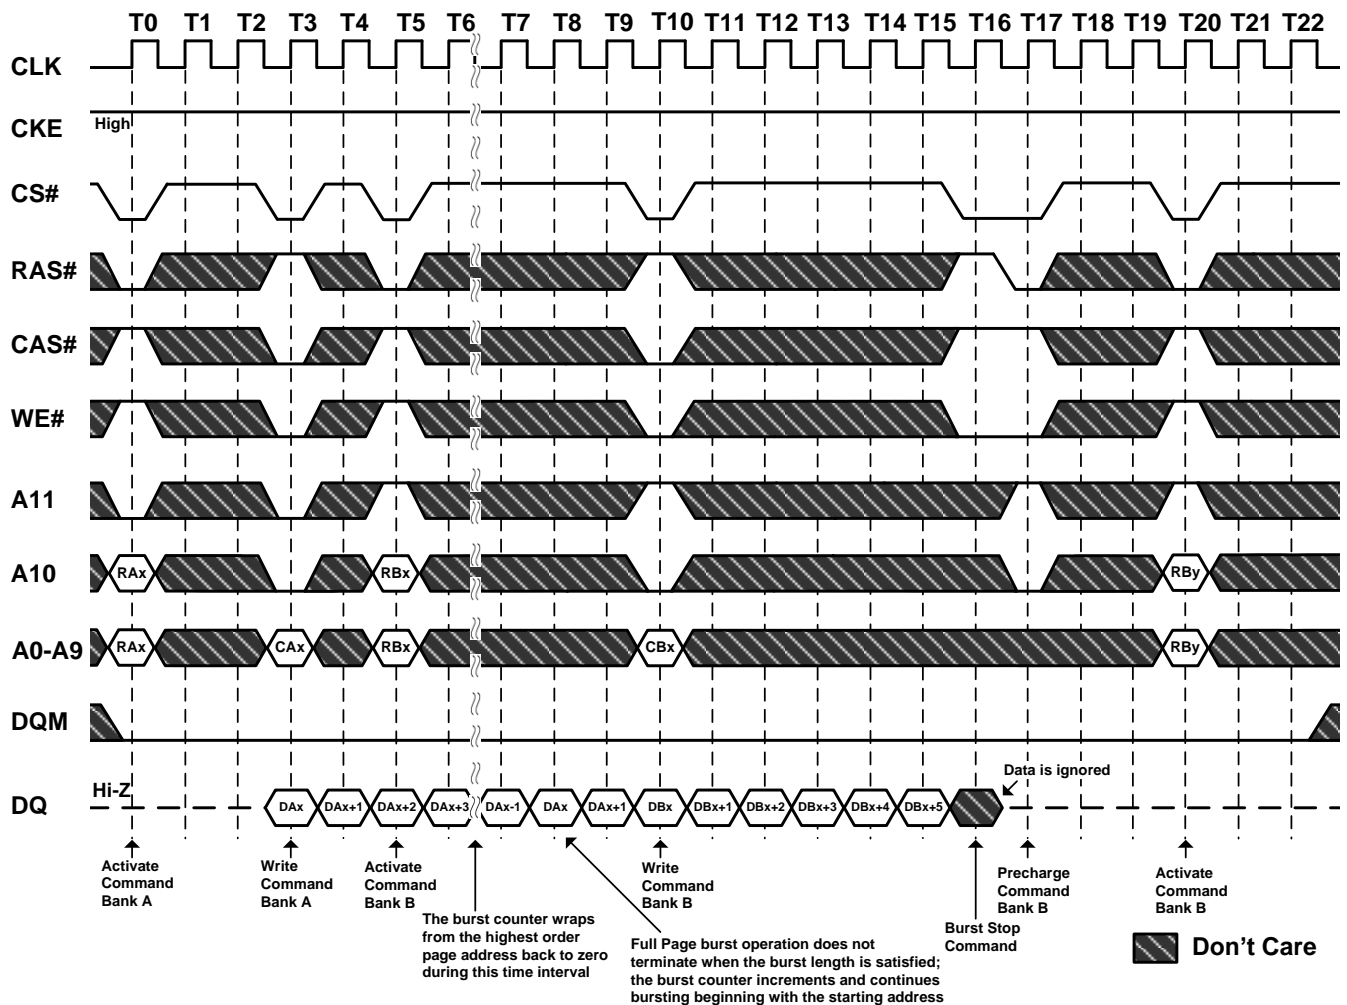 T0 T1 T2 T3 T4 T5 T6 T7 T8 T9 T10 T11 T12 T13 T14 T15 T16 T17 T18 T19 T20 T21 T22
CLK
CKE High
CS#
RAS#
CAS#
WE#
A11
A10 RAx RBx RBy
A0-A9 RAx CAx RBx CBx RBy
DQM
Data is ignored
DQ Hi-Z DAx DAx+1 DAx+2 DAx+3 DAx-1 DAx DAx+1 DBx DBx+1 DBx+2 DBx+3 DBx+4 DBx+5
Activate
Command
Bank A
Write
Command
Bank A
Activate
Command
Bank B
The burst counter wraps
from the highest order
page address back to zero
during this time interval
Write
Command
Bank B
Full Page burst operation does not
terminate when the burst length is satisfied;
the burst counter increments and continues
bursting beginning with the starting address
Burst Stop
Command
Precharge
Command
Bank B
Activate
Command
Bank B
Don't Care